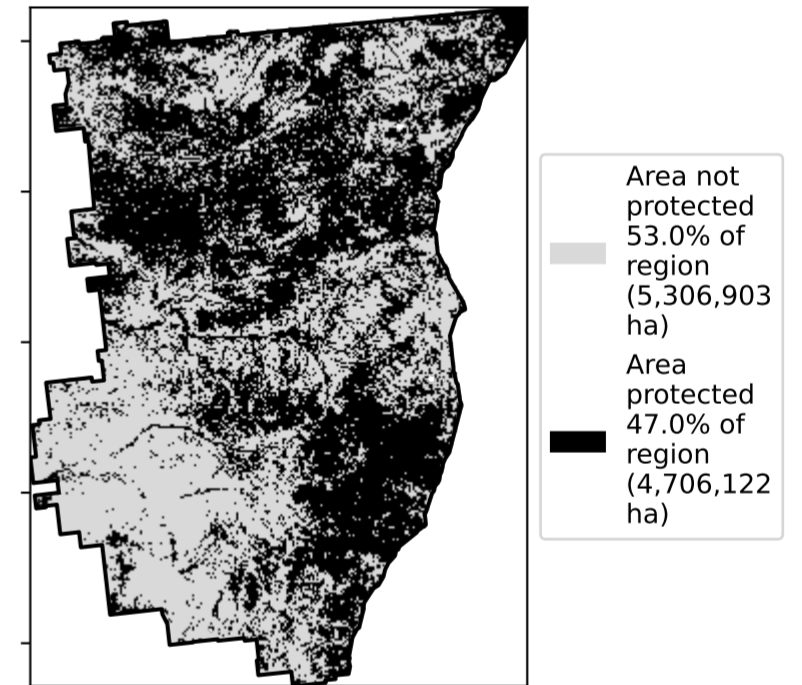 Area not
protected
53.0% of
region
(5,306,903
ha)
Area
protected
47.0% of
region
(4,706,122
ha)